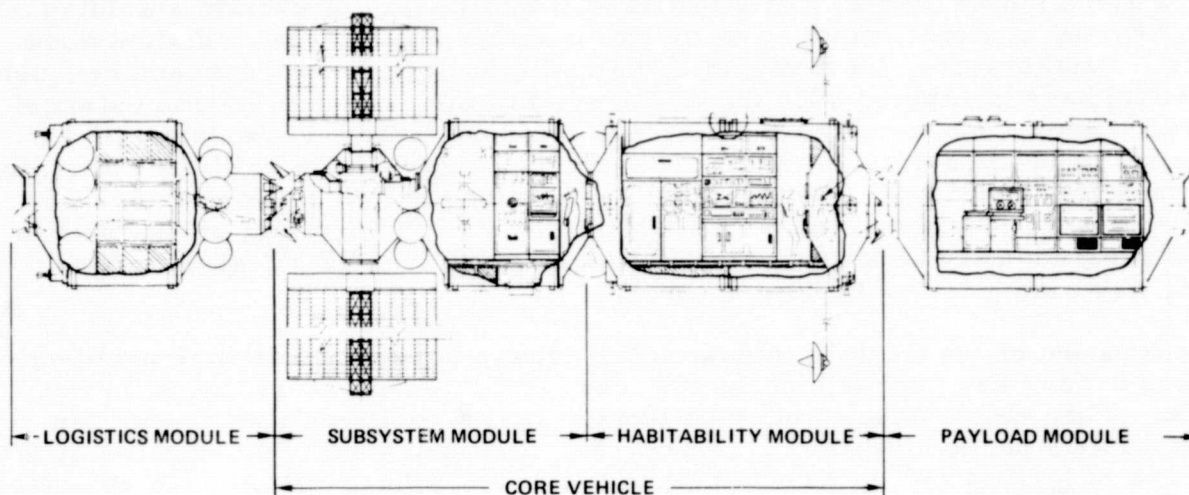 LOGISTICS MODULE
SUBSYSTEM MODULE
HABITABILITY MODULE
PAYLOAD MODULE
CORE VEHICLE